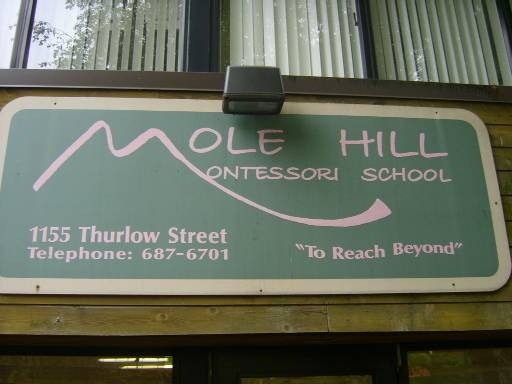 MOLE HILL
MONTESSORI SCHOOL
1155 Thurlow Street
Telephone: 687-6701
"To Reach Beyond"